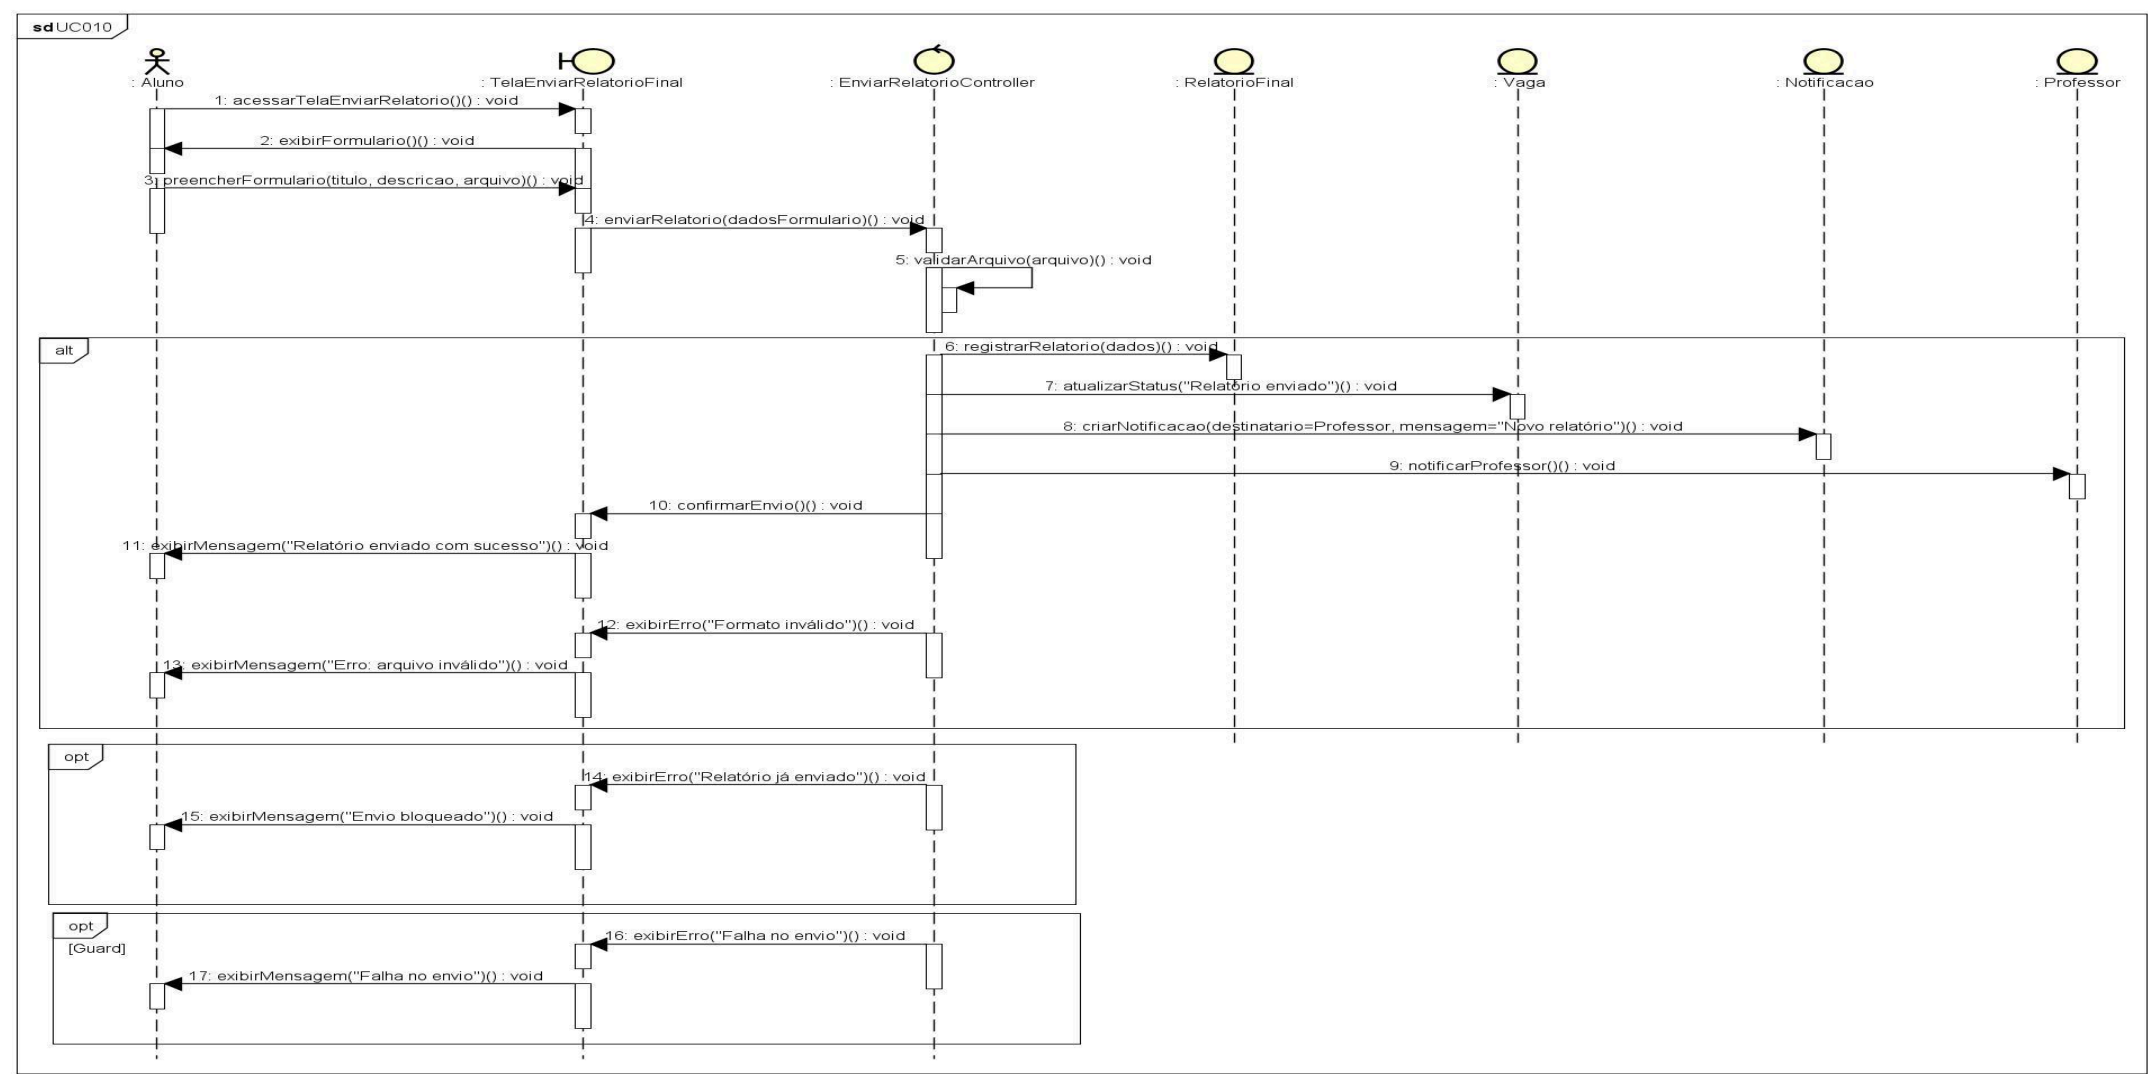 sd UC010
: Aluno
: TelaEnviarRelatorioFinal
: EnviarRelatorioController
: RelatorioFinal
: Vaga
: Notificacao
: Professor
1: acessarTelaEnviarRelatorio()() : void
2: exibirFormulario()() : void
3: preencherFormulario(titulo, descricao, arquivo)() : void
4: enviarRelatorio(dadosFormulario)() : void
5: validarArquivo(arquivo)() : void
alt
6: registrarRelatorio(dados)() : void
7: atualizarStatus("Relatório enviado")() : void
8: criarNotificacao(destinatario=Professor, mensagem="Novo relatório")() : void
9: notificarProfessor()() : void
10: confirmarEnvio()() : void
11: exibirMensagem("Relatório enviado com sucesso")() : void
12: exibirErro("Formato inválido")() : void
13: exibirMensagem("Erro: arquivo inválido")() : void
opt
14: exibirErro("Relatório já enviado")() : void
15: exibirMensagem("Envio bloqueado")() : void
opt
[Guard]
16: exibirErro("Falha no envio")() : void
17: exibirMensagem("Falha no envio")() : void